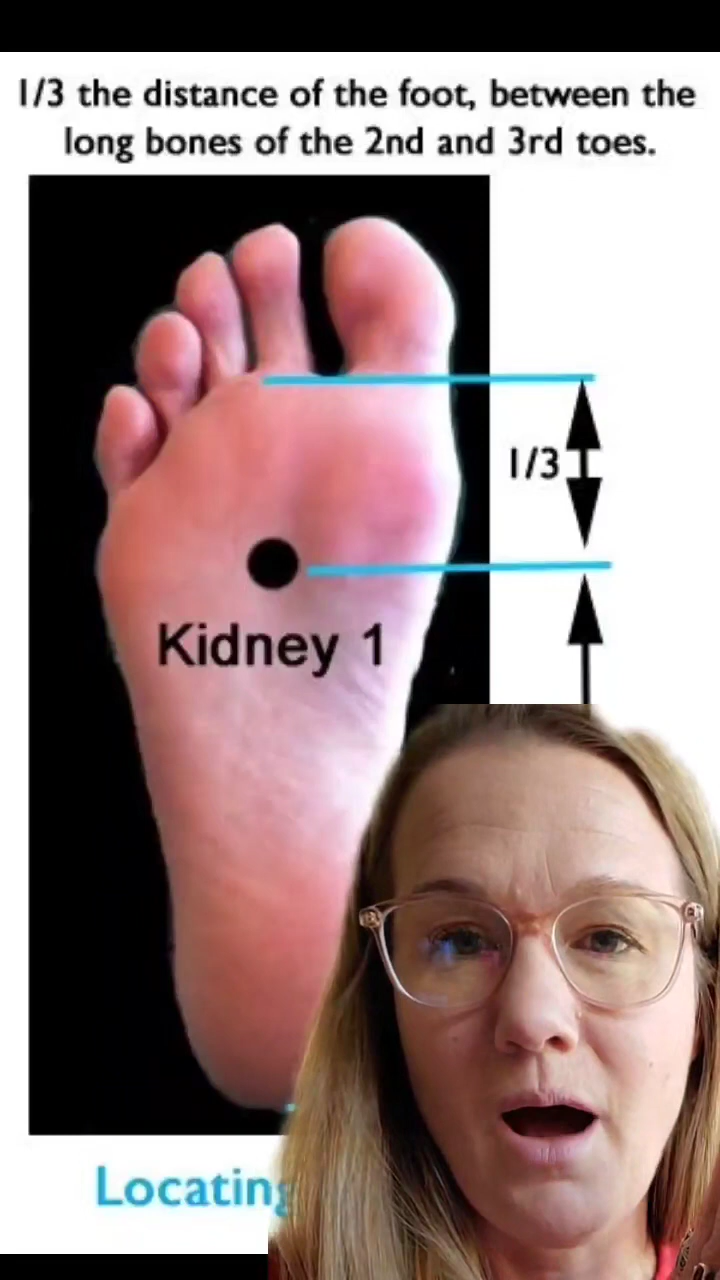 1/3 the distance of the foot, between the
long bones of the 2nd and 3rd toes.
1/3
Kidney 1
Locating